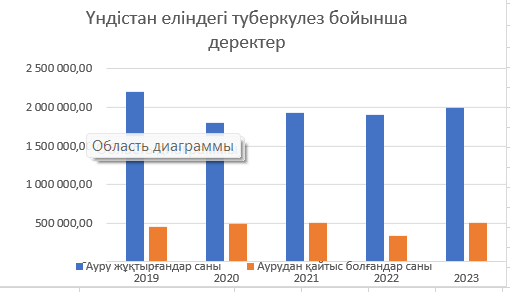 Үндістан еліндегі туберкулез бойынша
деректер
2 500 000,00
2 000 000,00
1 500 000,00
1 000 000,00
500 000,00
Область диаграммы
Ауру жұқтырғандар саны
Аурудан қайтыс болғандар саны
2019 2020 2021 2022 2023